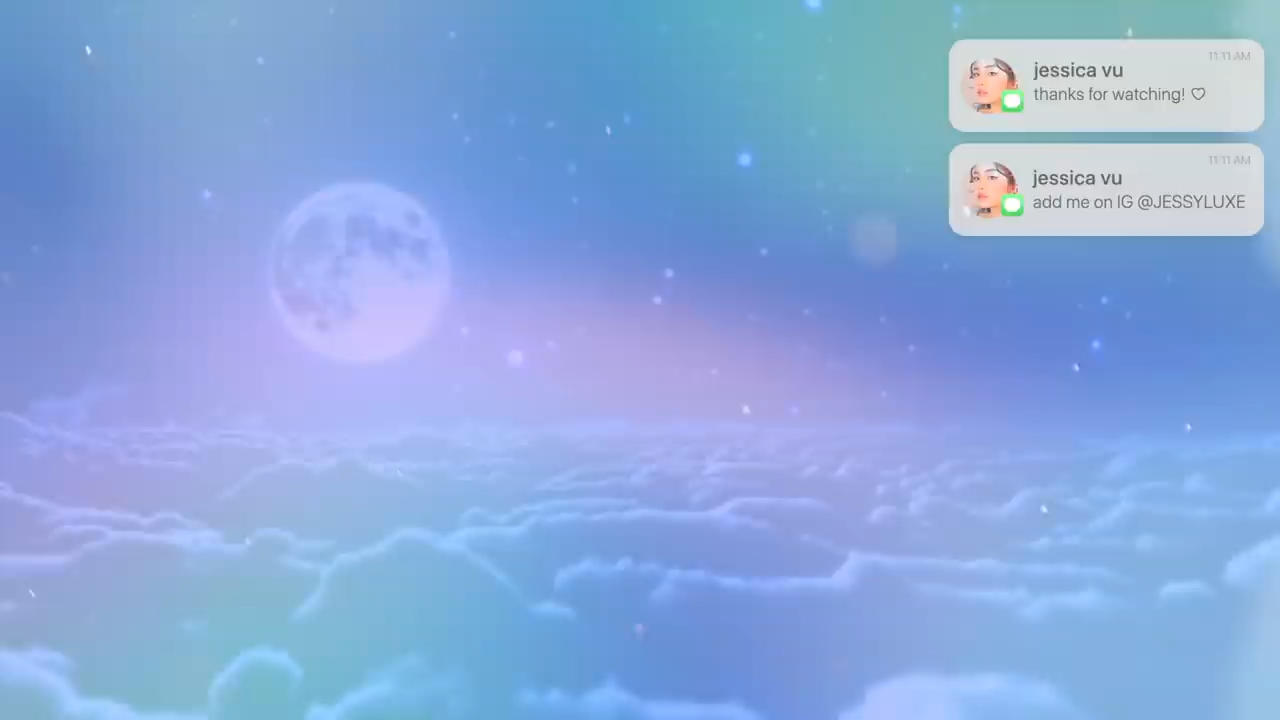 11:11 AM
jessica vu
thanks for watching! ♡
11:11 AM
jessica vu
add me on IG @JESSYLUXE